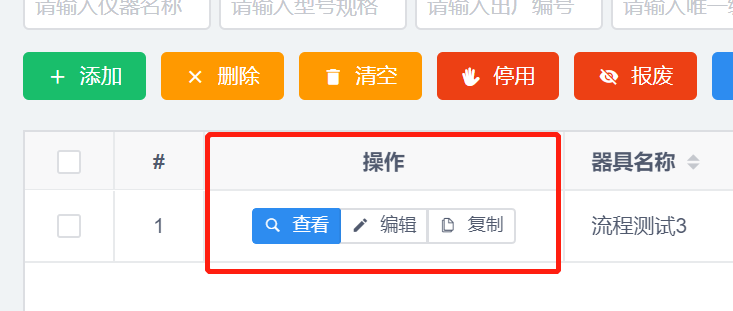 请输入仪器名称 请输入型号规格 请输入出厂编号 请输入唯一
添加 删除 清空 停用 报废
# 操作 器具名称
1 查看 编辑 复制 流程测试3